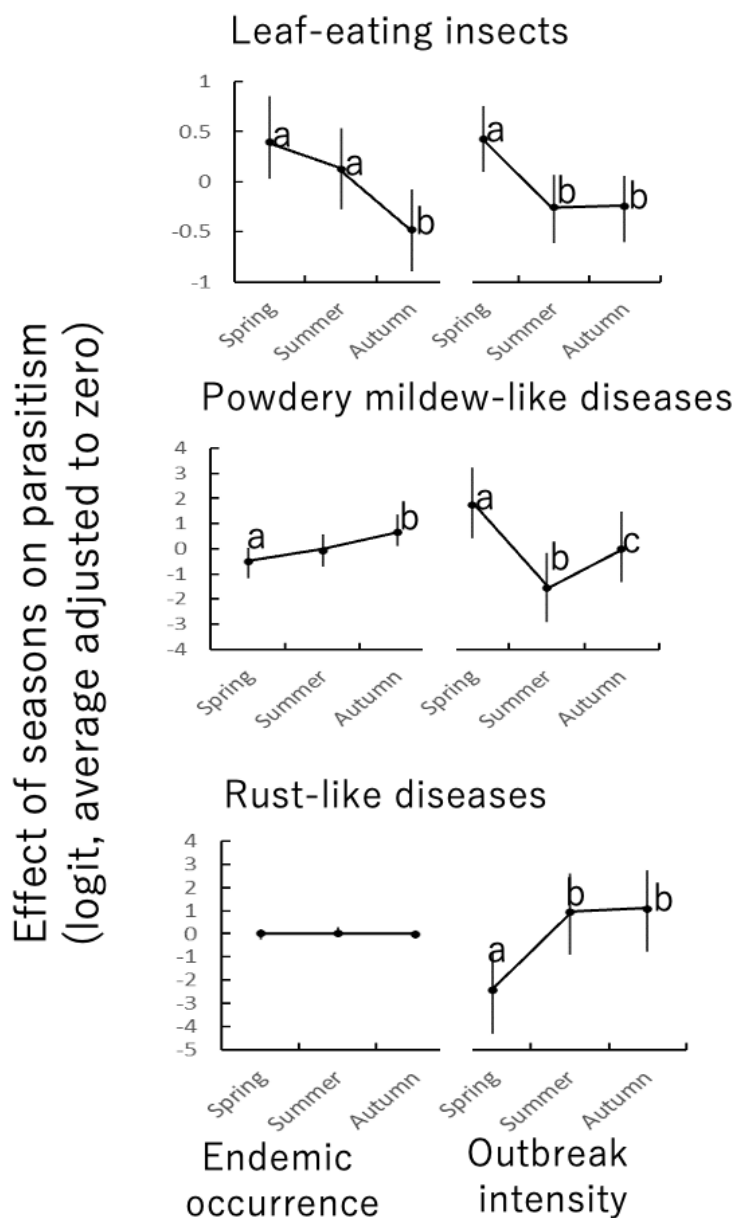 Leaf-eating insects
1
0.5
0
-0.5
-1
a
a
b
a
b
b
Spring
Summer
Autumn
Spring
Summer
Autumn
Powdery mildew-like diseases
4
3
2
1
0
-1
-2
-3
-4
a
b
a
b
c
Spring
Summer
Autumn
Spring
Summer
Autumn
Rust-like diseases
4
3
2
1
0
-1
-2
-3
-4
-5
a
b
b
Spring
Summer
Autumn
Spring
Summer
Autumn
Endemic
occurrence
Outbreak
intensity
Effect of seasons on parasitism
(logit, average adjusted to zero)